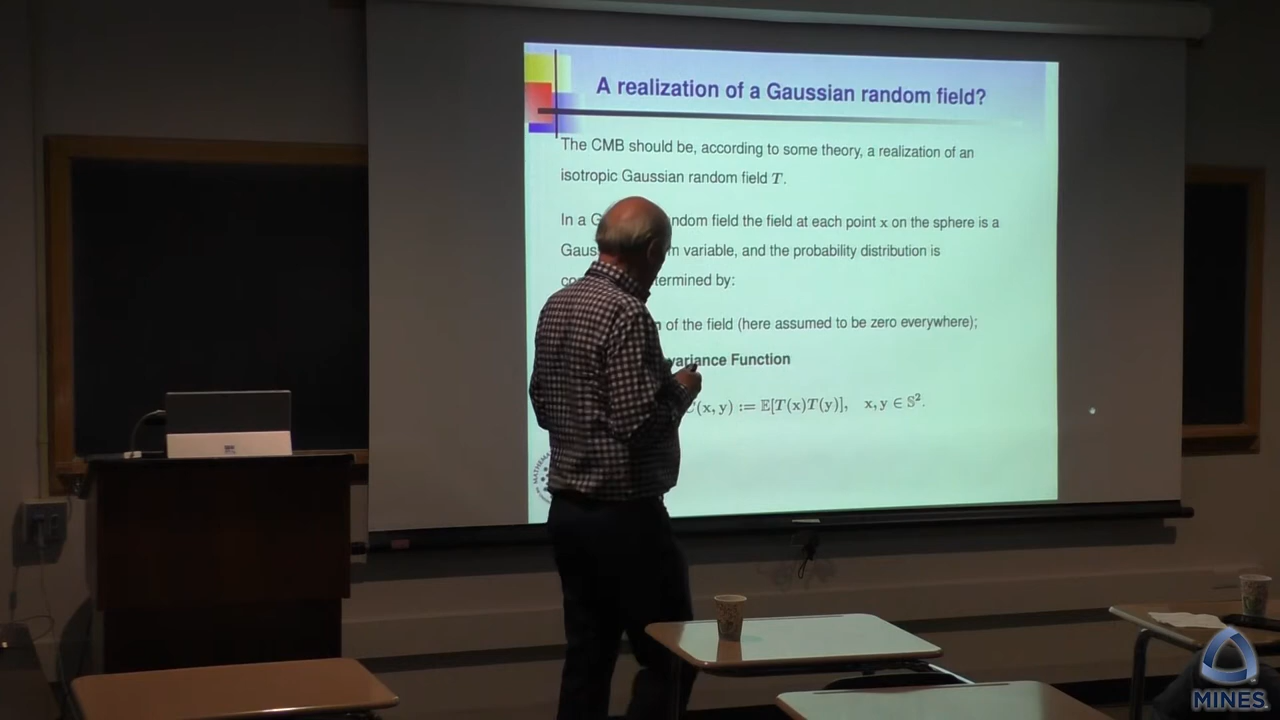 A realization of a Gaussian random field?
The CMB should be, according to some theory, a realization of an
isotropic Gaussian random field T.
In a G ndom field the field at each point x on the sphere is a
Gaus m variable, and the probability distribution is
co termined by:
of the field (here assumed to be zero everywhere);
variance Function
(x, y) := 𝔼[T(x)T(y)], x, y ∈ 𝕊².
MATHEMA
MINES